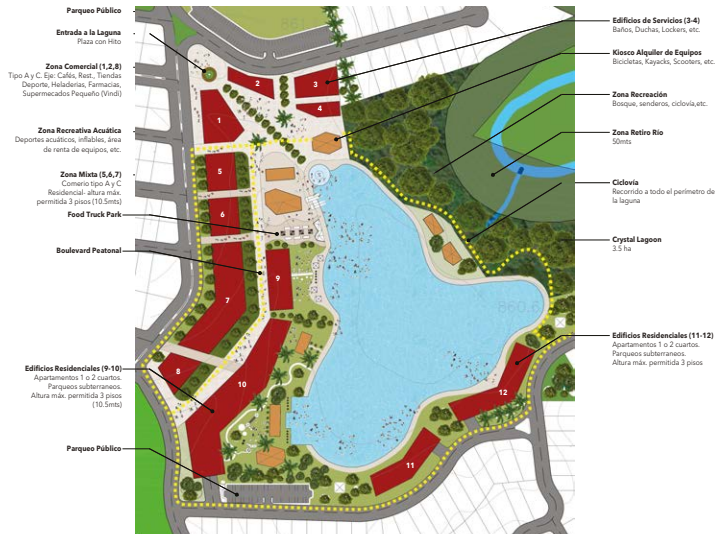 Parqueo Público
Entrada a la Laguna
Plaza con Hito
Zona Comercial (1,2,8)
Tipo A y C. Eje: Cafés, Rest., Tiendas
Deporte, Heladerias, Farmacias,
Supermecados Pequeño (Vindi)
Zona Recreativa Acuática
Deportes acuáticos, inflables, área
de renta de equipos, etc.
Zona Mixta (5,6,7)
Comerio tipo A y C
Residencial- altura máx.
permitida 3 pisos (10.5mts)
Food Truck Park
Boulevard Peatonal
Edificios Residenciales (9-10)
Apartamentos 1 o 2 cuartos.
Parqueos subterraneos.
Altura máx. permitida 3 pisos
(10.5mts)
Parqueo Público
1
2
3
4
5
6
7
8
9
10
11
12
860.6
Edificios de Servicios (3-4)
Baños, Duchas, Lockers, etc.
Kiosco Alquiler de Equipos
Bicicletas, Kayacks, Scooters, etc.
Zona Recreación
Bosque, senderos, ciclovía,etc.
Zona Retiro Río
50mts
Ciclovía
Recorrido a todo el perímetro de
la laguna
Crystal Lagoon
3.5 ha
Edificios Residenciales (11-12)
Apartamentos 1 o 2 cuartos.
Parqueos subterraneos.
Altura máx. permitida 3 pisos